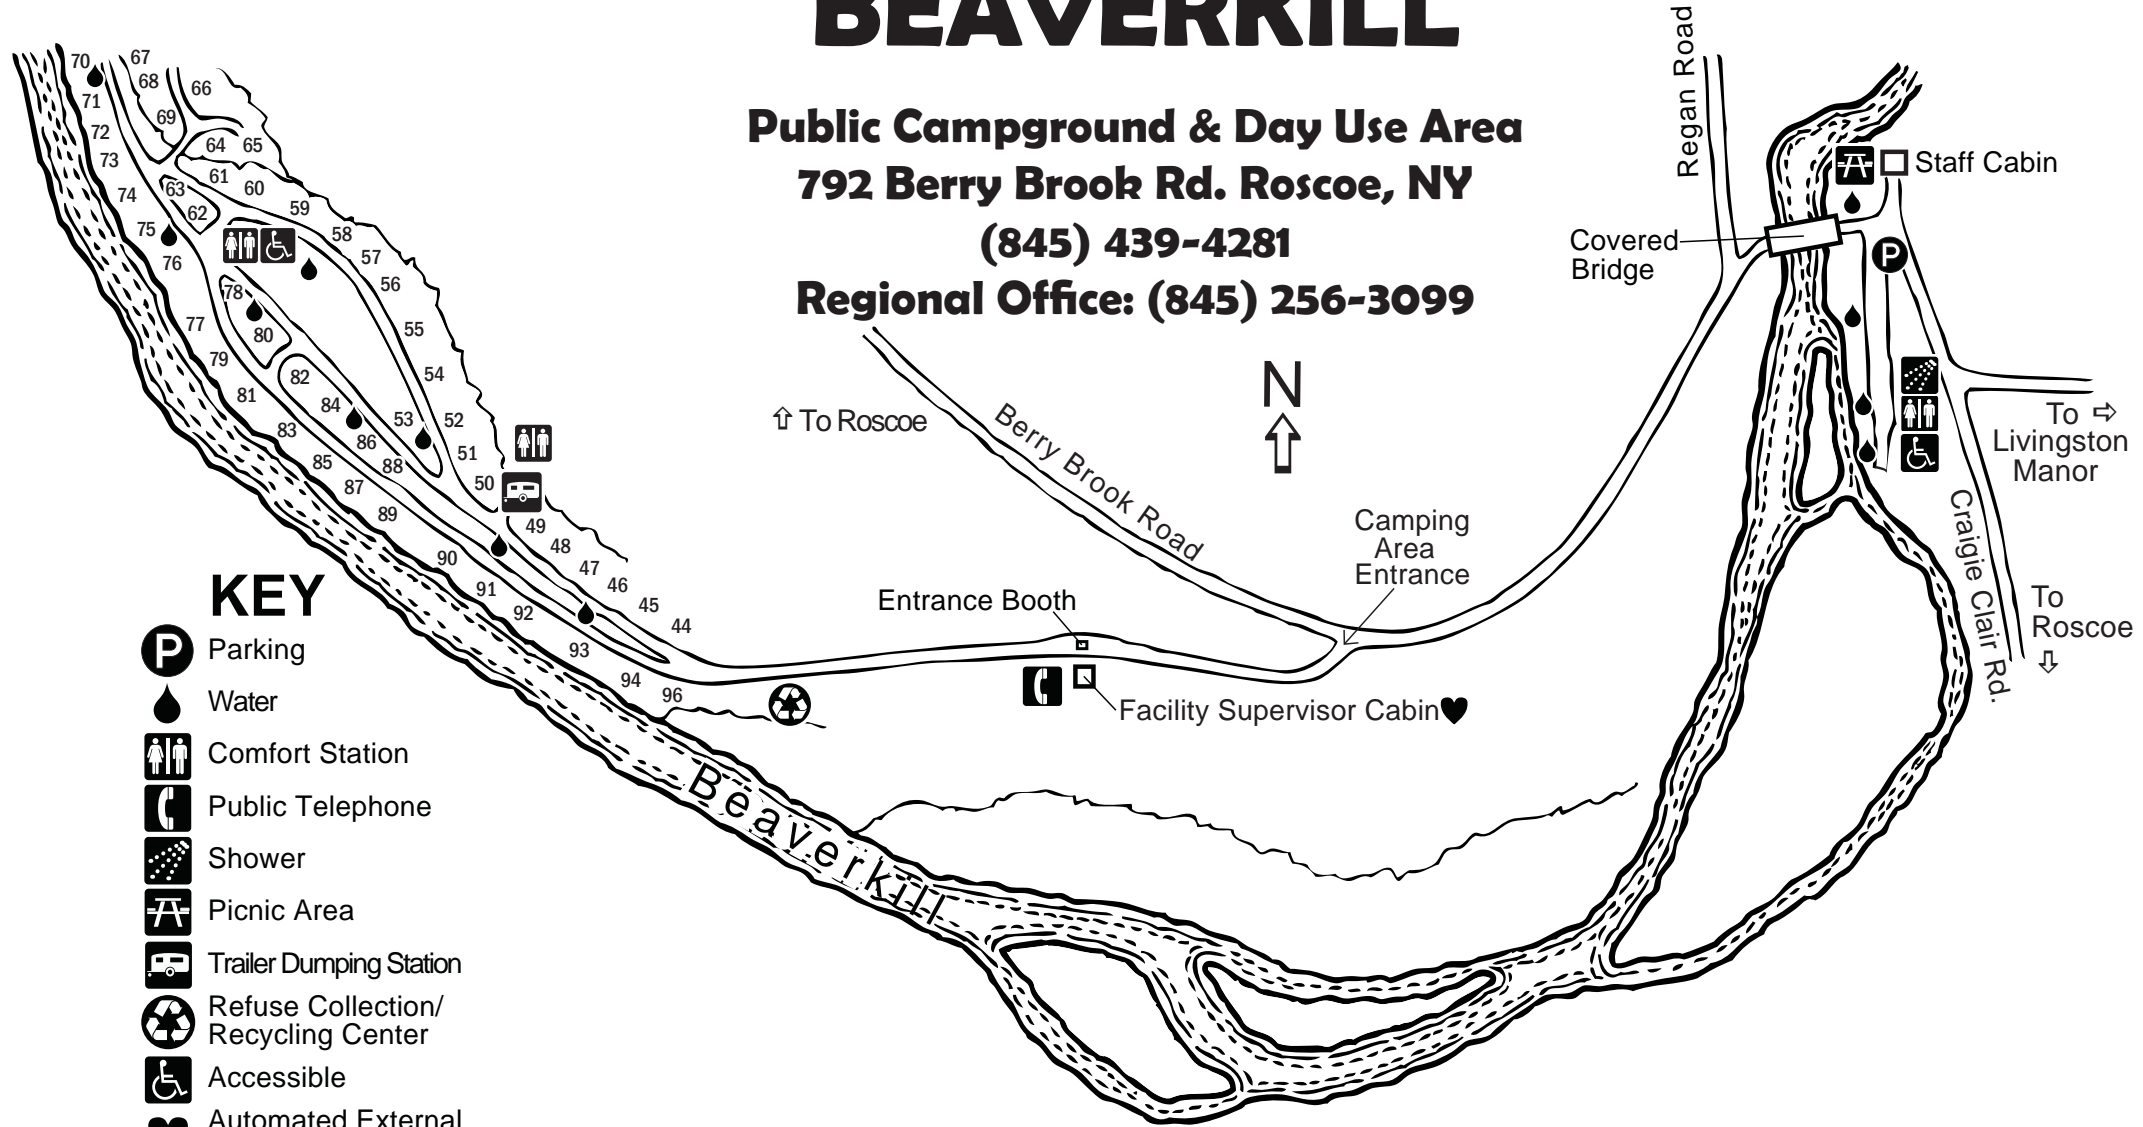 BEAVERKILL
Public Campground & Day Use Area
792 Berry Brook Rd. Roscoe, NY
(845) 439-4281
Regional Office: (845) 256-3099
N
Regan Road
Staff Cabin
Covered
Bridge
P
To
Livingston
Manor
Craigie Clair Rd.
To
Roscoe
To Roscoe
Berry Brook Road
Camping
Area
Entrance
Entrance Booth
Facility Supervisor Cabin
Beaverkill
70
67
68
66
71
69
72
64
65
73
61
60
74
63
62
59
75
58
76
57
56
78
77
80
55
79
82
54
81
84
53
52
83
86
51
85
88
50
87
49
89
48
90
47
91
46
92
45
93
44
94
96
KEY
P Parking
Water
Comfort Station
Public Telephone
Shower
Picnic Area
Trailer Dumping Station
Refuse Collection/
Recycling Center
Accessible
Automated External